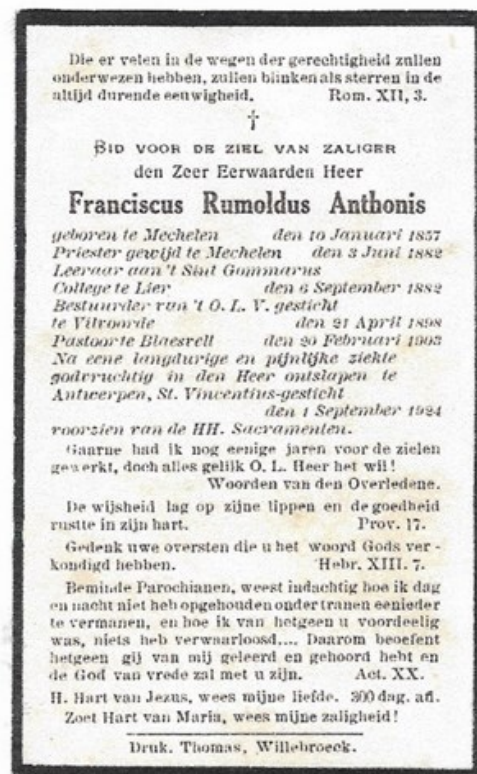 Die er velen in de wegen der gerechtigheid zullen
onderwezen hebben, zullen blinken als sterren in de
altijd durende eeuwigheid. Rom. XII, 3.
†
BID VOOR DE ZIEL VAN ZALIGER
den Zeer Eerwaarden Heer
Franciscus Rumoldus Anthonis
geboren te Mechelen den 10 Januari 1857
Priester gewijd te Mechelen den 3 Juni 1882
Leeraar aan 't Sint Gommarus
College te Lier den 6 September 1882
Bestuurder van 't O. L. V. gesticht
te Vilvoorde den 21 April 1898
Pastoor te Blaesvelt den 20 Februari 1903
Na eene langdurige en pijnlijke ziekte
godvruchtig in den Heer ontslapen te
Antwerpen, St. Vincentius-gesticht
den 1 September 1924
voorzien van de HH. Sacramenten.
Gaarne had ik nog eenige jaren voor de zielen
gewerkt, doch alles gelijk O. L. Heer het wil!
Woorden van den Overledene.
De wijsheid lag op zijne lippen en de goedheid
rustte in zijn hart. Prov. 17.
Gedenk uwe oversten die u het woord Gods ver-
kondigd hebben. Hebr. XIII. 7.
Beminde Parochianen, weest indachtig hoe ik dag
en nacht niet heb opgehouden onder tranen eenieder
te vermanen, en hoe ik van hetgeen u voordeelig
was, niets heb verwaarloosd.... Daarom beoefent
hetgeen gij van mij geleerd en gehoord hebt en
de God van vrede zal met u zijn. Act. XX.
H. Hart van Jezus, wees mijne liefde. 300 dag. afl.
Zoet Hart van Maria, wees mijne zaligheid!
Druk. Thomas, Willebroeck.